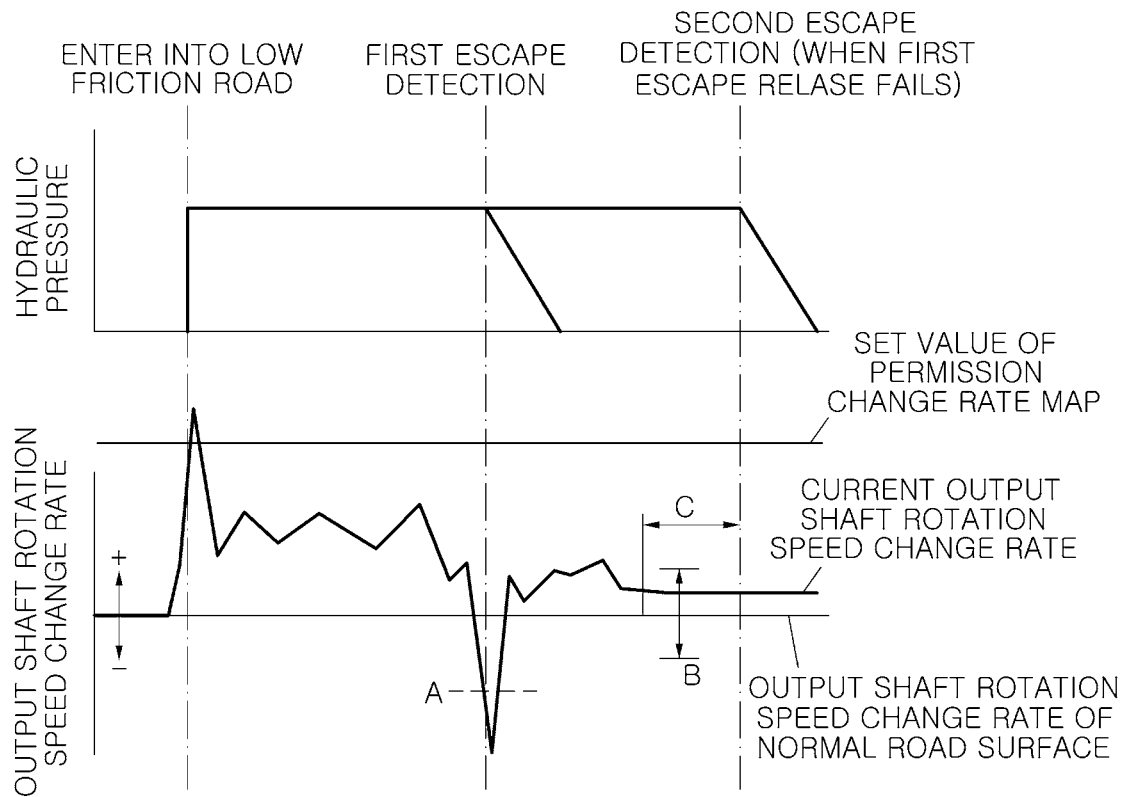 ENTER INTO LOW
FRICTION ROAD
FIRST ESCAPE
DETECTION
SECOND ESCAPE
DETECTION (WHEN FIRST
ESCAPE RELASE FAILS)
HYDRAULIC
PRESSURE
SET VALUE OF
PERMISSION
CHANGE RATE MAP
OUTPUT SHAFT ROTATION
SPEED CHANGE RATE
+
−
C
CURRENT OUTPUT
SHAFT ROTATION
SPEED CHANGE RATE
A
B
OUTPUT SHAFT ROTATION
SPEED CHANGE RATE OF
NORMAL ROAD SURFACE